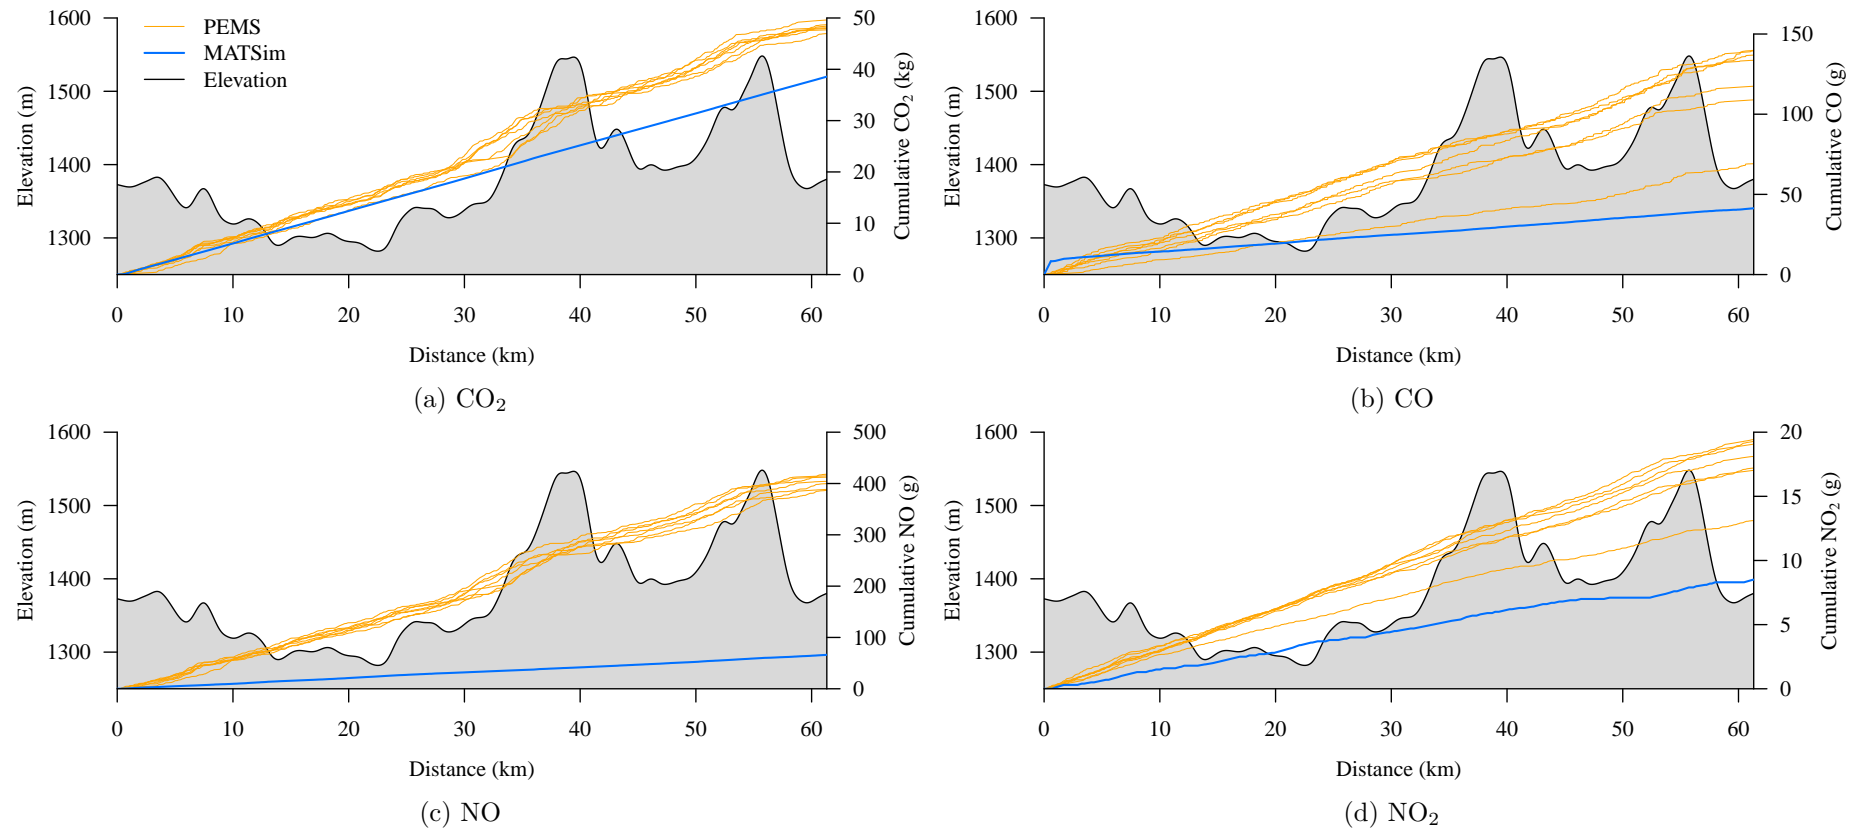 PEMS
MATSim
Elevation
1600
1500
1400
1300
Elevation (m)
50
40
30
20
10
0
Cumulative CO₂ (kg)
0 10 20 30 40 50 60
Distance (km)
(a) CO₂
1600
1500
1400
1300
Elevation (m)
150
100
50
0
Cumulative CO (g)
0 10 20 30 40 50 60
Distance (km)
(b) CO
1600
1500
1400
1300
Elevation (m)
500
400
300
200
100
0
Cumulative NO (g)
0 10 20 30 40 50 60
Distance (km)
(c) NO
1600
1500
1400
1300
Elevation (m)
20
15
10
5
0
Cumulative NO₂ (g)
0 10 20 30 40 50 60
Distance (km)
(d) NO₂